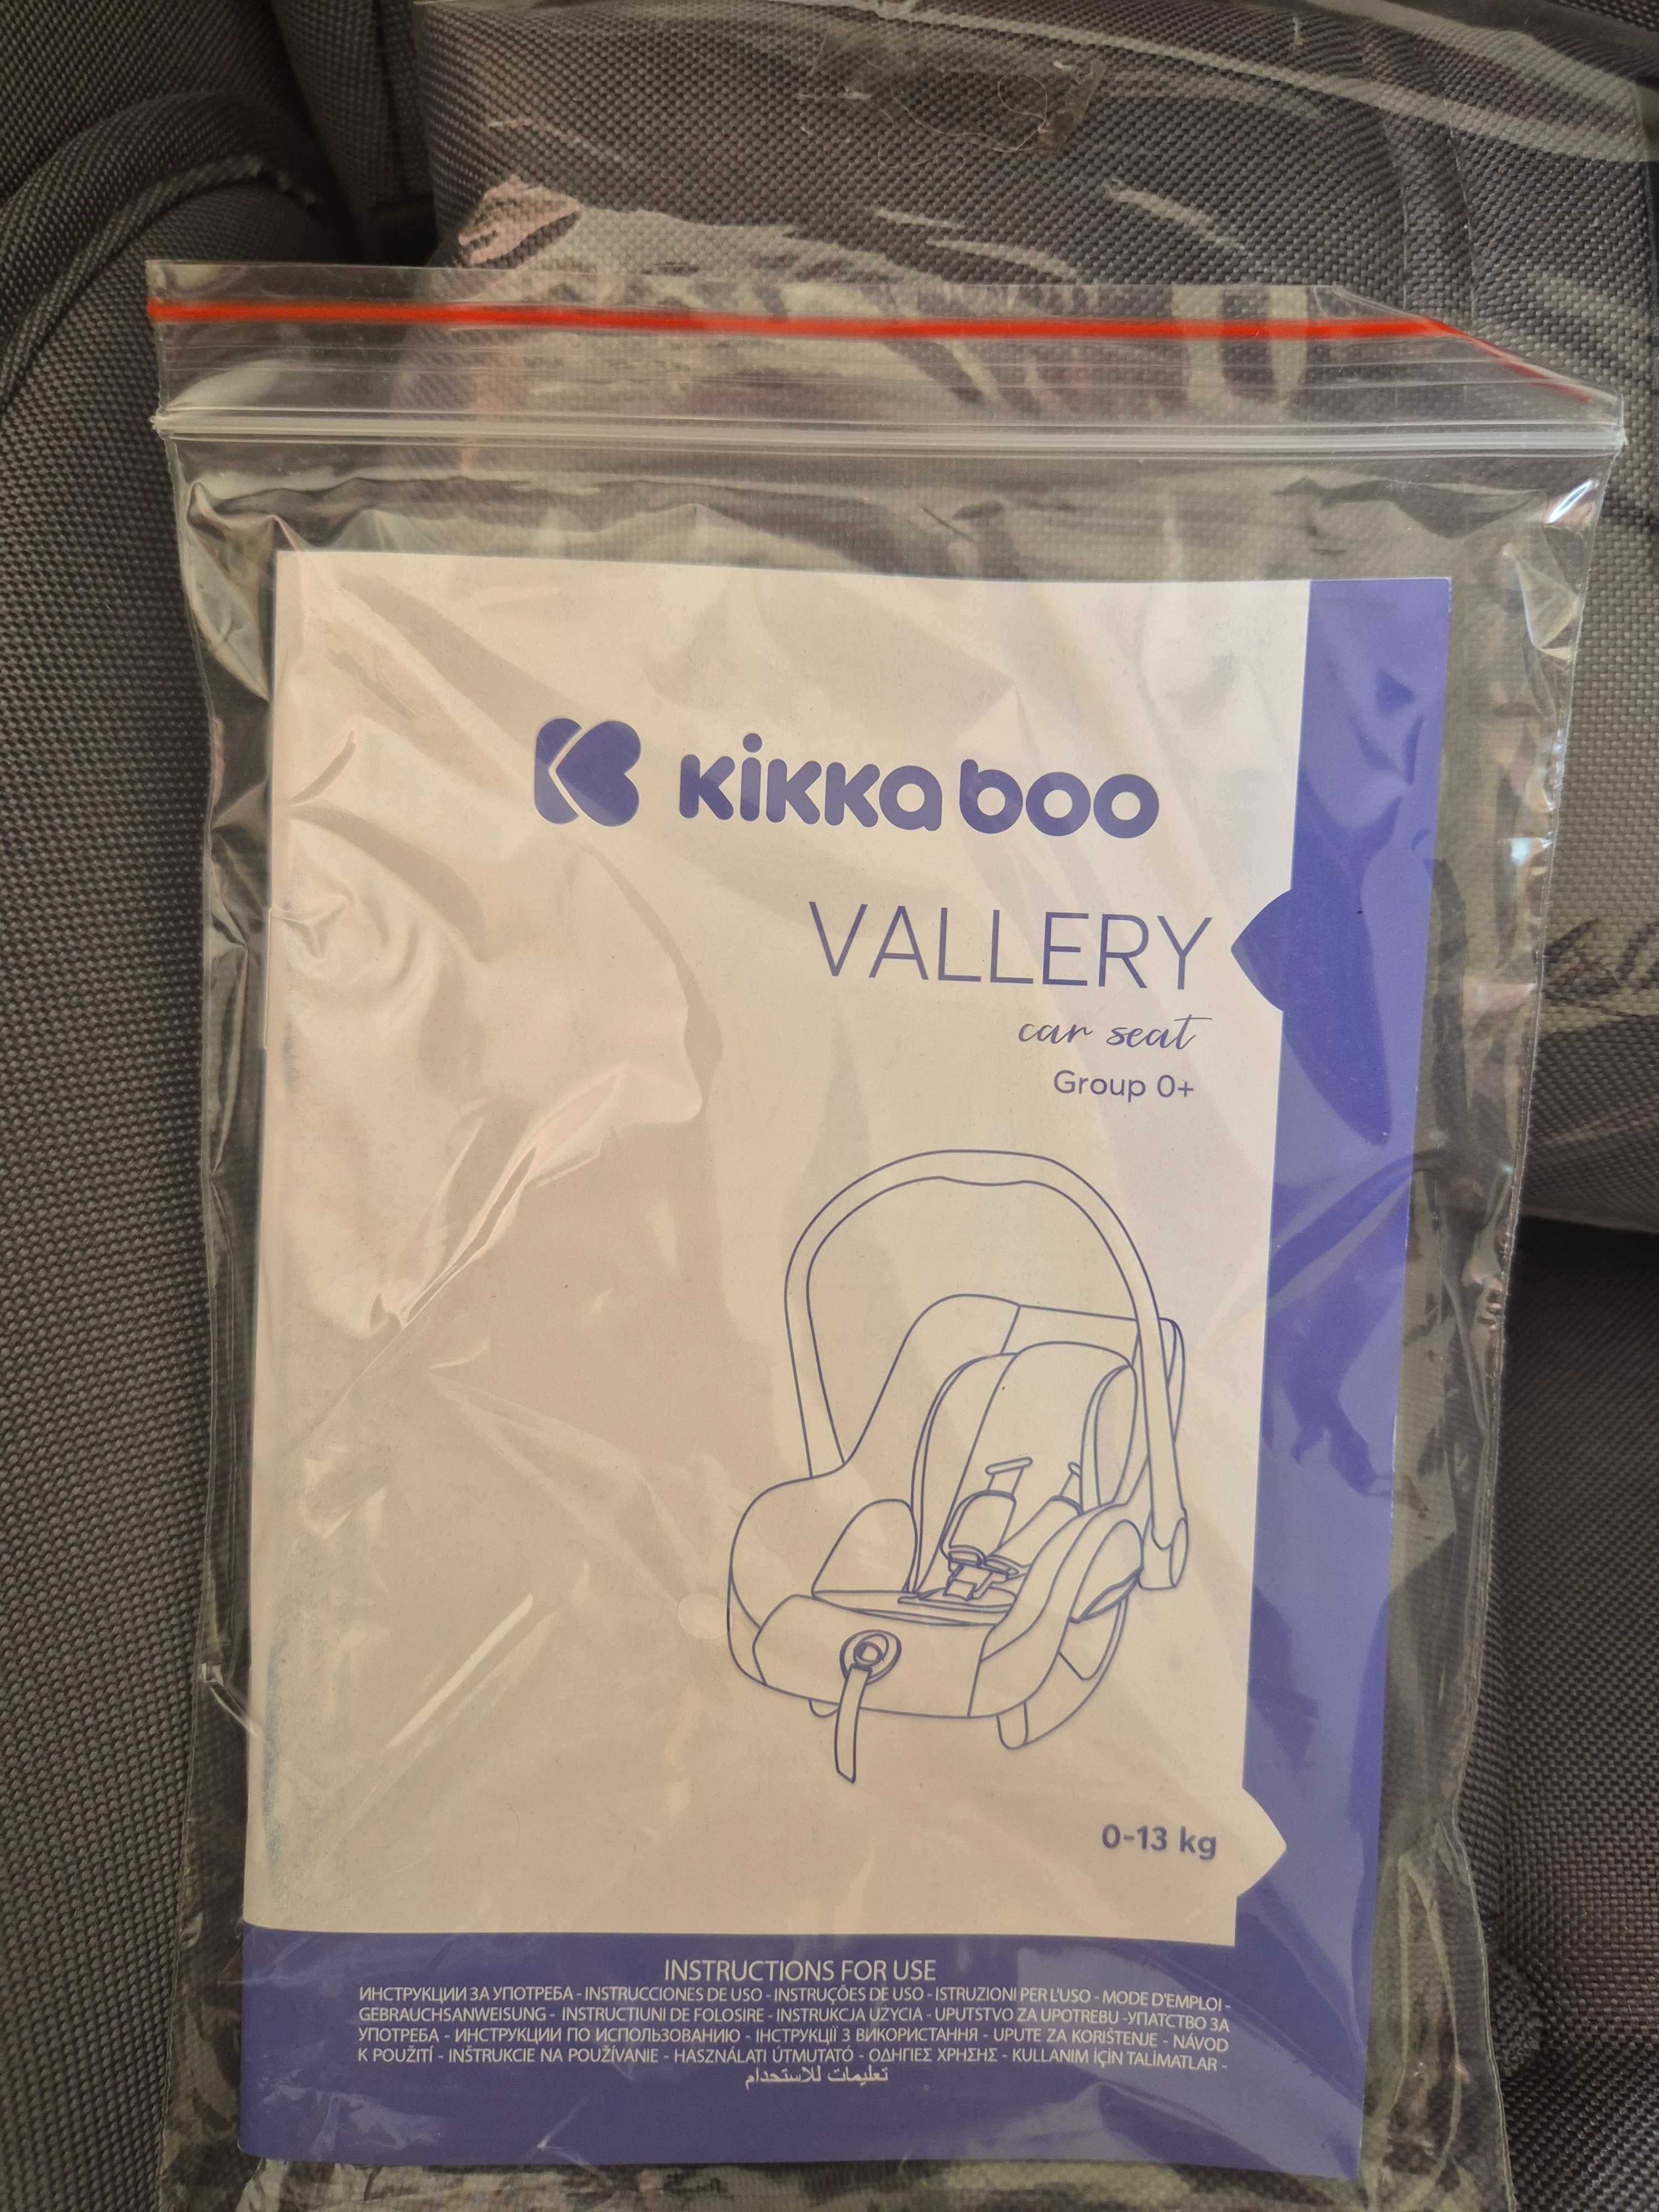 kikka boo
VALLERY
car seat
Group 0+
0-13 kg
INSTRUCTIONS FOR USE
ИНСТРУКЦИИ ЗА УПОТРЕБА - INSTRUCCIONES DE USO - INSTRUÇÕES DE USO - ISTRUZIONI PER L'USO - MODE D'EMPLOI -
GEBRAUCHSANWEISUNG - INSTRUCTIUNI DE FOLOSIRE - INSTRUKCJA UŻYCIA - UPUTSTVO ZA UPOTREBU -УПАТСТВО ЗА
УПОТРЕБА - ИНСТРУКЦИИ ПО ИСПОЛЬЗОВАНИЮ - ІНСТРУКЦІЇ З ВИКОРИСТАННЯ - UPUTE ZA KORIŠTENJE - NÁVOD
K POUŽITÍ - INŠTRUKCIE NA POUŽÍVANIE - HASZNÁLATI ÚTMUTATÓ - ΟΔΗΓΙΕΣ ΧΡΗΣΗΣ - KULLANIM İÇİN TALİMATLAR -
تعليمات للاستخدام